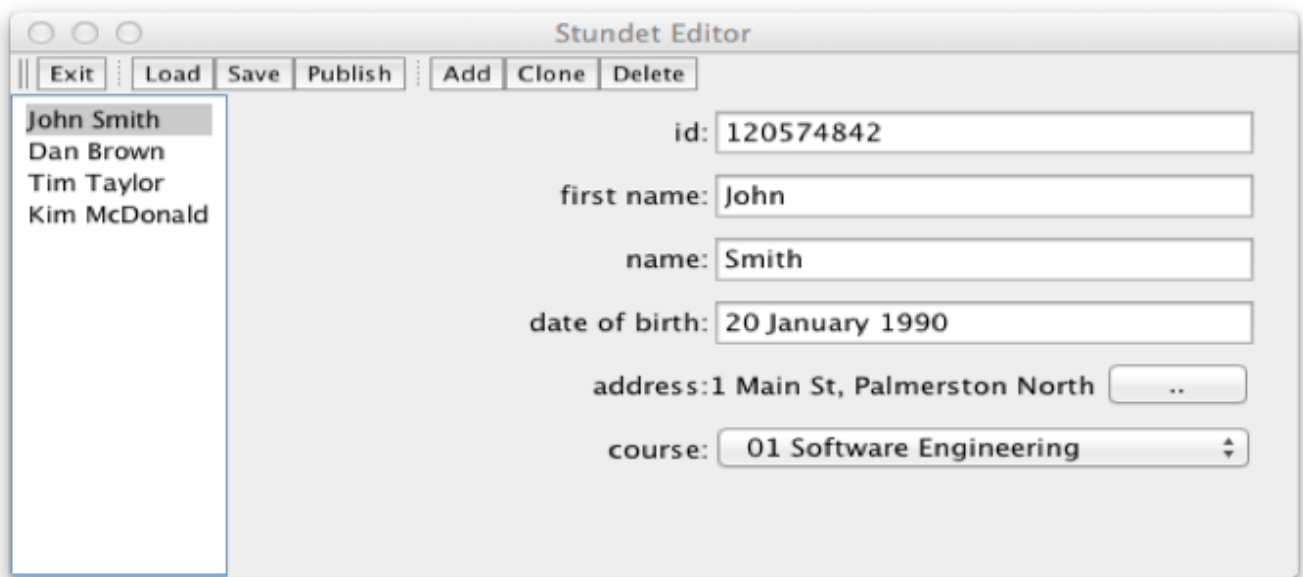 Stundet Editor
Exit Load Save Publish Add Clone Delete
John Smith
Dan Brown
Tim Taylor
Kim McDonald
id: 120574842
first name: John
name: Smith
date of birth: 20 January 1990
address:1 Main St, Palmerston North ..
course: 01 Software Engineering